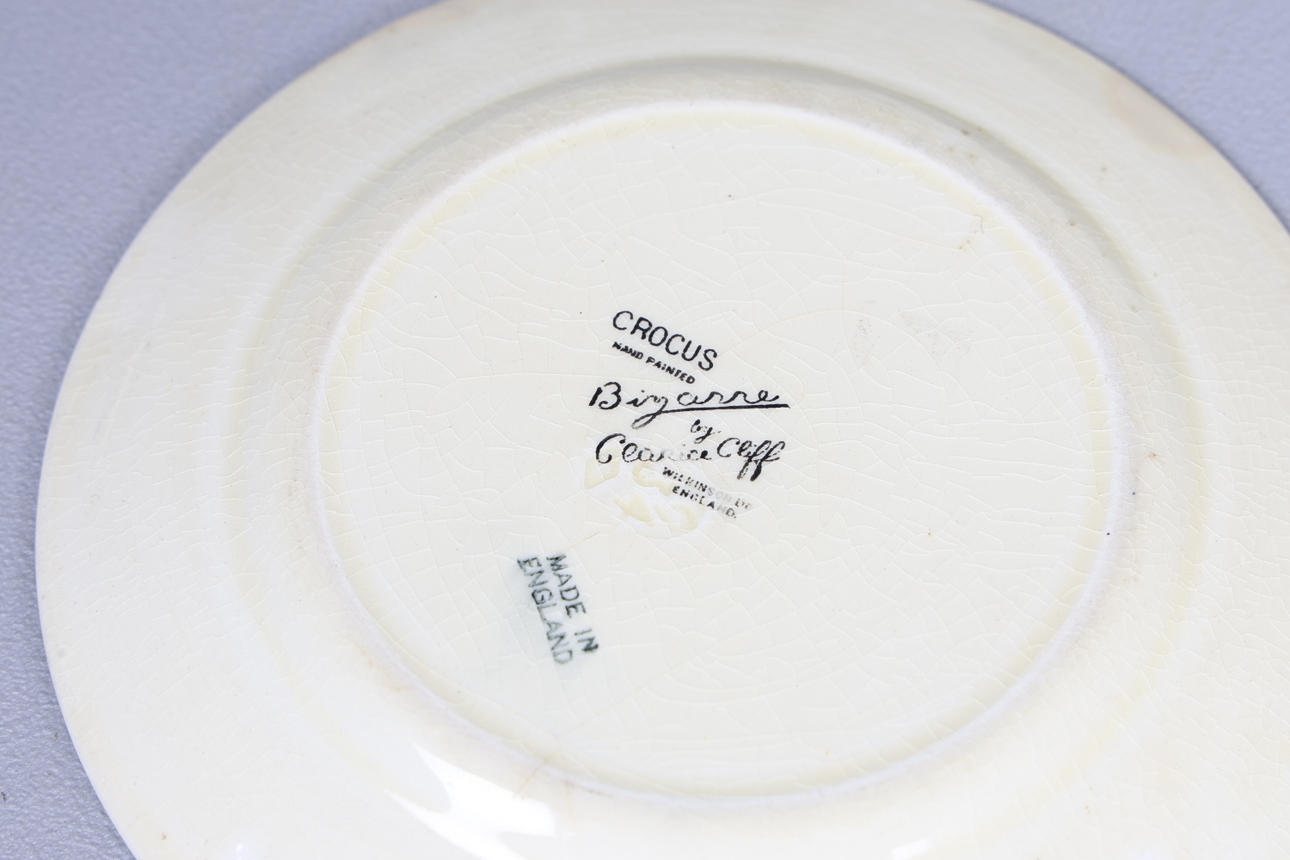 CROCUS
HAND PAINTED
Bizarre
by
Clarice Cliff
WILKINSON LTD
ENGLAND.
MADE IN
ENGLAND